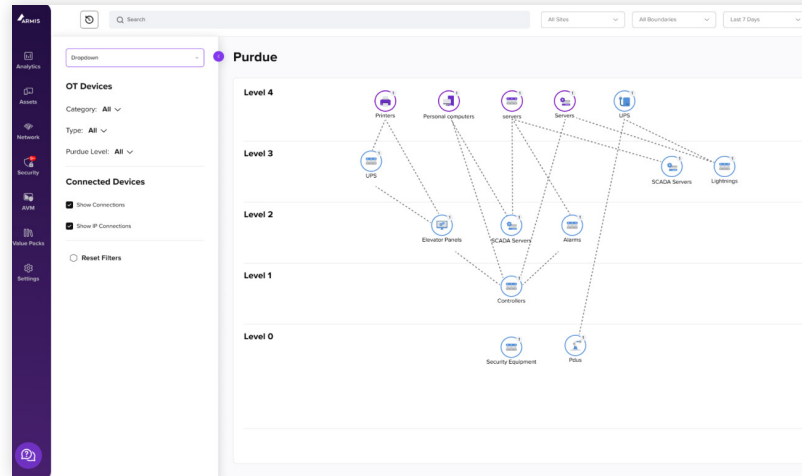 ARMIS
Search
All Sites
All Boundaries
Last 7 Days
Analytics
Assets
Network
Security
AVM
Value Packs
Settings
Dropdown
OT Devices
Category: All
Type: All
Purdue Level: All
Connected Devices
Show Connections
Show IP Connections
Reset Filters
Purdue
Level 4
Printers
Personal computers
servers
Servers
UPS
Level 3
UPS
SCADA Servers
Lightnings
Level 2
Elevator Panels
SCADA Servers
Alarms
Level 1
Controllers
Level 0
Security Equipment
Pdus